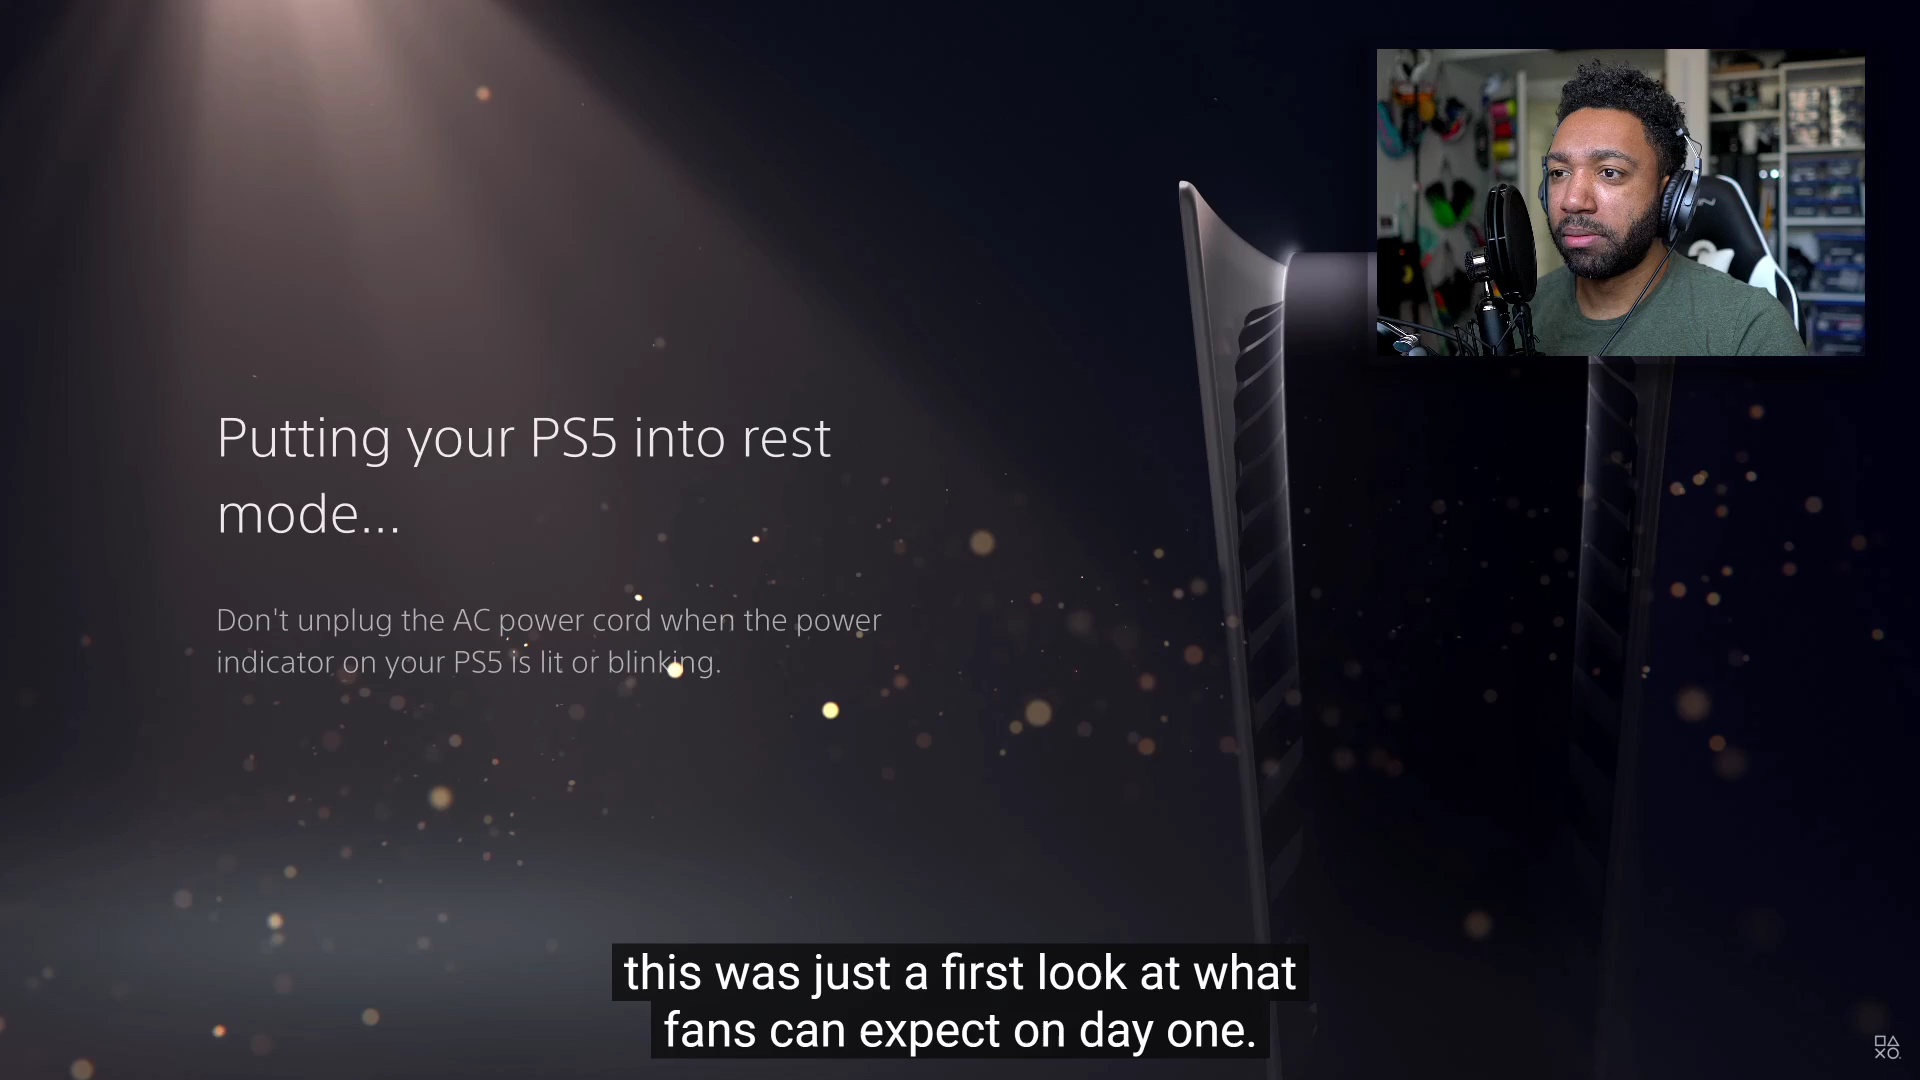 Putting your PS5 into rest
mode...
Don't unplug the AC power cord when the power
indicator on your PS5 is lit or blinking.
this was just a first look at what
fans can expect on day one.